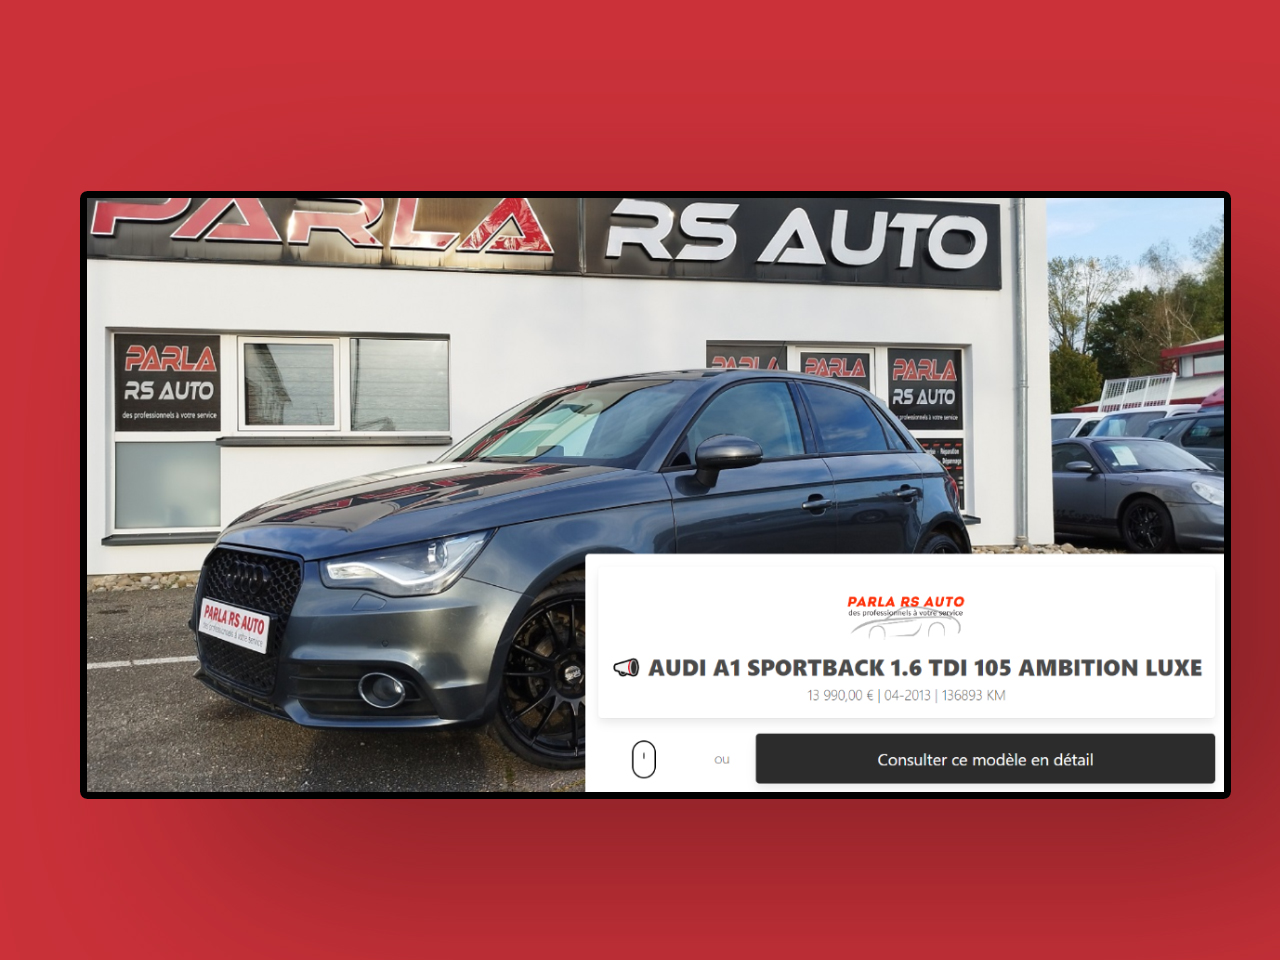 PARLA RS AUTO
PARLA
RS AUTO
des professionnels à votre service
PARLA
PARLA
PARLA
RS AUTO
professionnels à votre service
Réparation
Dépannage
PARLA RS AUTO
des professionnels à votre service
PARLA RS AUTO
des professionnels à votre service
AUDI A1 SPORTBACK 1.6 TDI 105 AMBITION LUXE
13 990,00 € | 04-2013 | 136893 KM
ou
Consulter ce modèle en détail